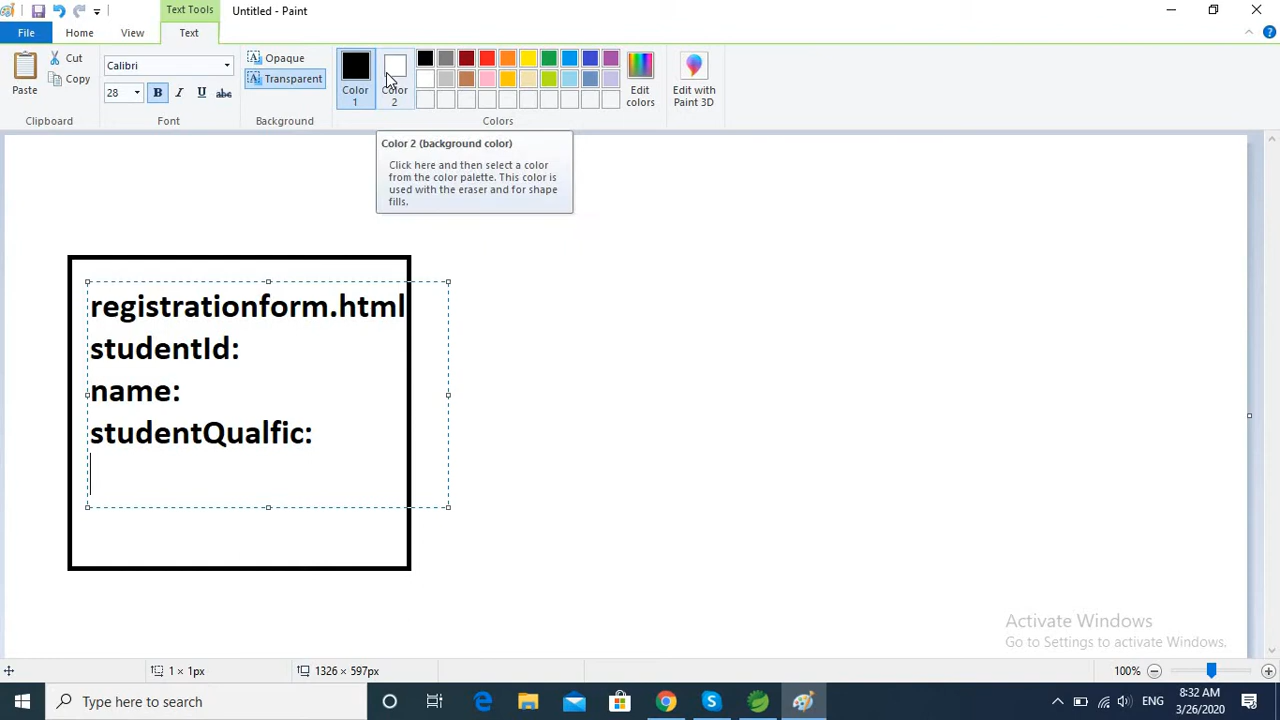 Text Tools
Untitled - Paint
File
Home
View
Text
Paste
Cut
Copy
Clipboard
Calibri
28
B
I
U
abc
Font
Opaque
Transparent
Background
Color 1
Color 2
Edit colors
Colors
Edit with Paint 3D
Color 2 (background color)
Click here and then select a color
from the color palette. This color is
used with the eraser and for shape
fills.
registrationform.html
studentId:
name:
studentQualfic:
Activate Windows
Go to Settings to activate Windows.
1 × 1px
1326 × 597px
100%
Type here to search
ENG
8:32 AM
3/26/2020